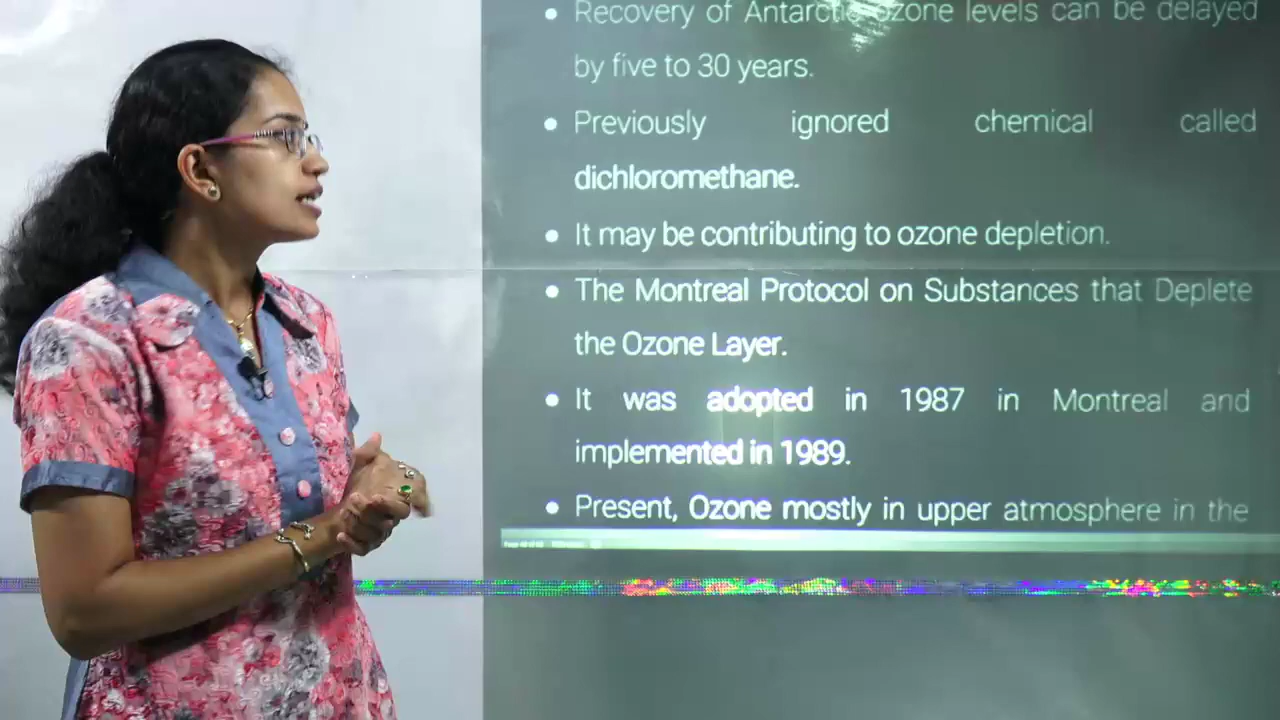 • Recovery of Antarctic ozone levels can be delayed
by five to 30 years.
• Previously ignored chemical called
dichloromethane.
• It may be contributing to ozone depletion.
• The Montreal Protocol on Substances that Deplete
the Ozone Layer.
• It was adopted in 1987 in Montreal and
implemented in 1989.
• Present, Ozone mostly in upper atmosphere in the